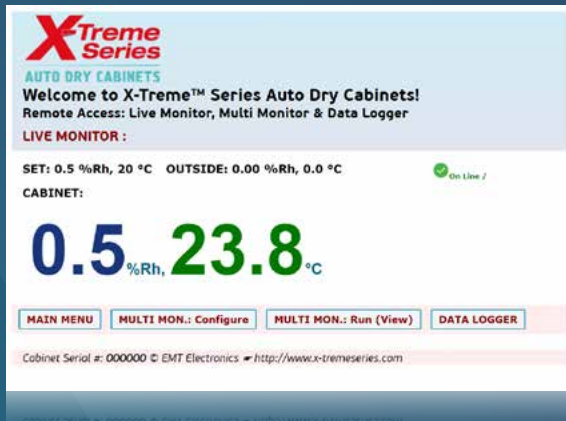 X-Treme
Series
AUTO DRY CABINETS
Welcome to X-Treme™ Series Auto Dry Cabinets!
Remote Access: Live Monitor, Multi Monitor & Data Logger
LIVE MONITOR :
SET: 0.5 %Rh, 20 °C OUTSIDE: 0.00 %Rh, 0.0 °C
On Line /
CABINET:
0.5 %Rh, 23.8 °C
MAIN MENU
MULTI MON.: Configure
MULTI MON.: Run (View)
DATA LOGGER
Cabinet Serial #: 000000 © EMT Electronics ☛ http://www.x-tremeseries.com